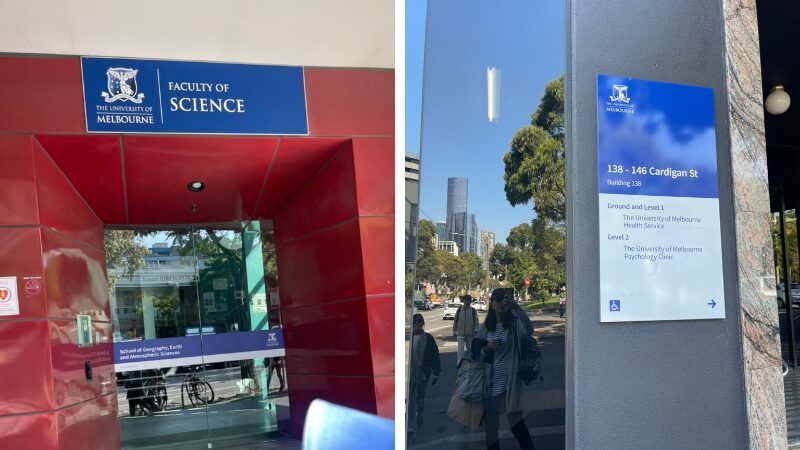 THE UNIVERSITY OF
MELBOURNE
FACULTY OF
SCIENCE
School of Geography, Earth
and Atmospheric Sciences
THE UNIVERSITY OF
MELBOURNE
138 - 146 Cardigan St
Building 138
Ground and Level 1
The University of Melbourne
Health Service
Level 2
The University of Melbourne
Psychology Clinic